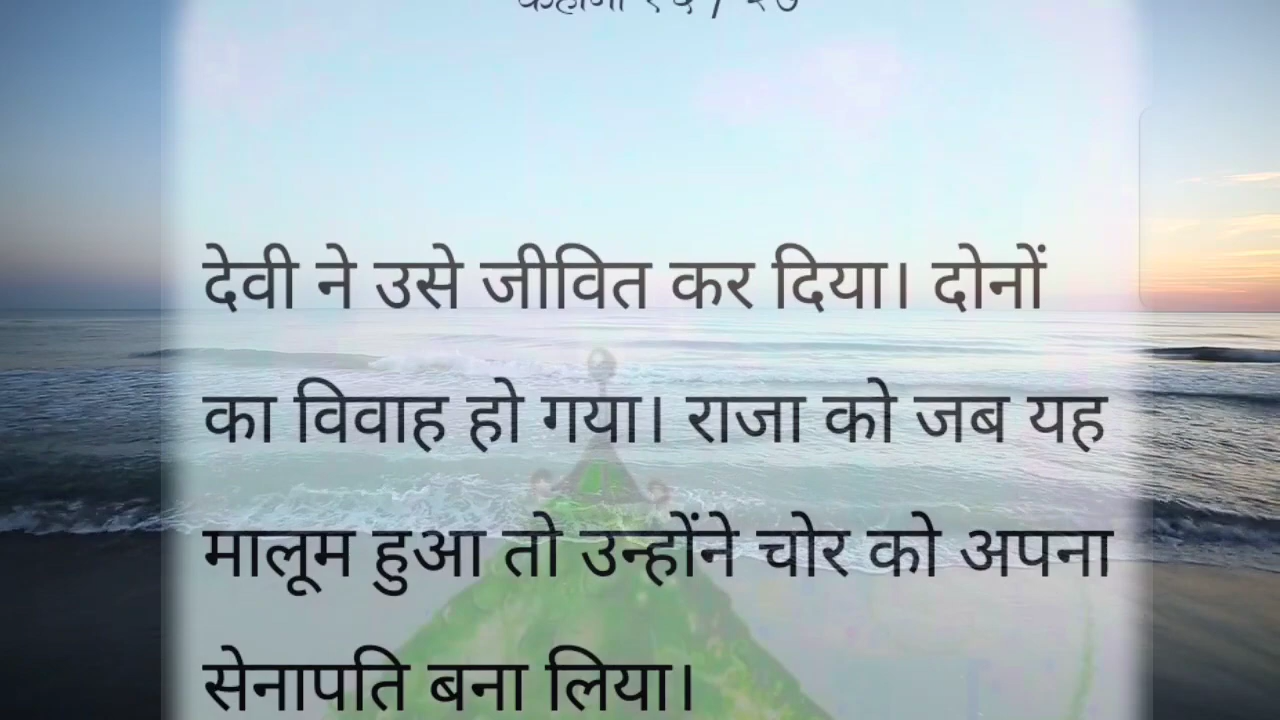 देवी ने उसे जीवित कर दिया। दोनों
का विवाह हो गया। राजा को जब यह
मालूम हुआ तो उन्होंने चोर को अपना
सेनापति बना लिया।